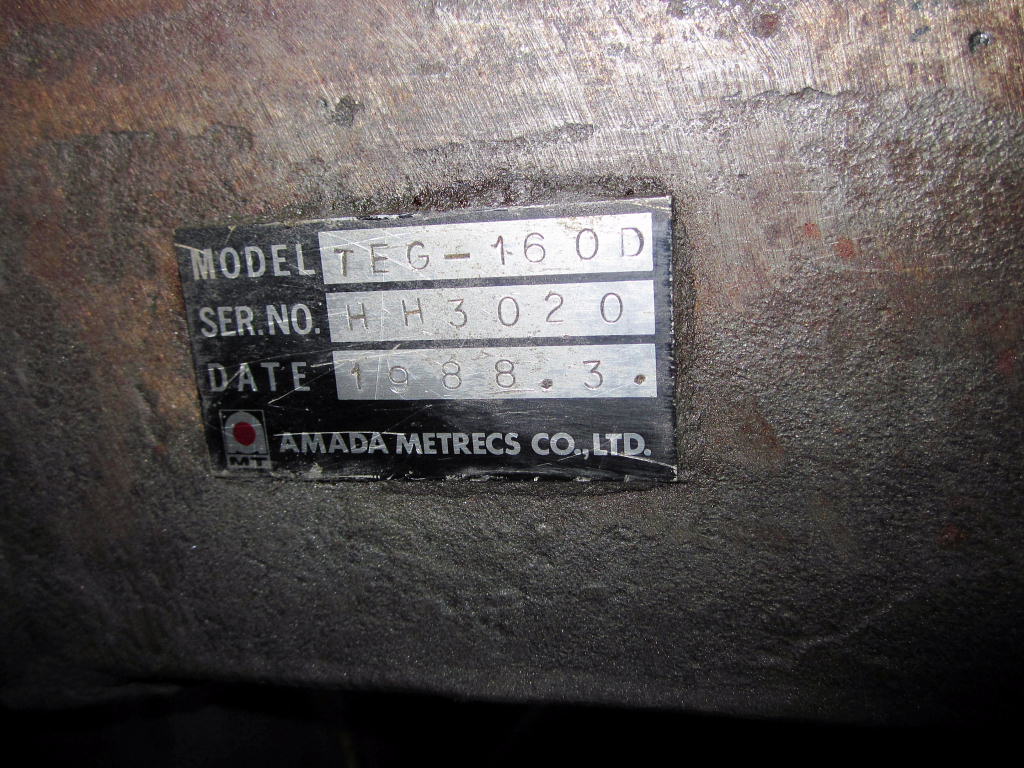 MODEL TEG-160D
SER.NO. HH3020
DATE 1988.3.
MT AMADA METRECS CO.,LTD.